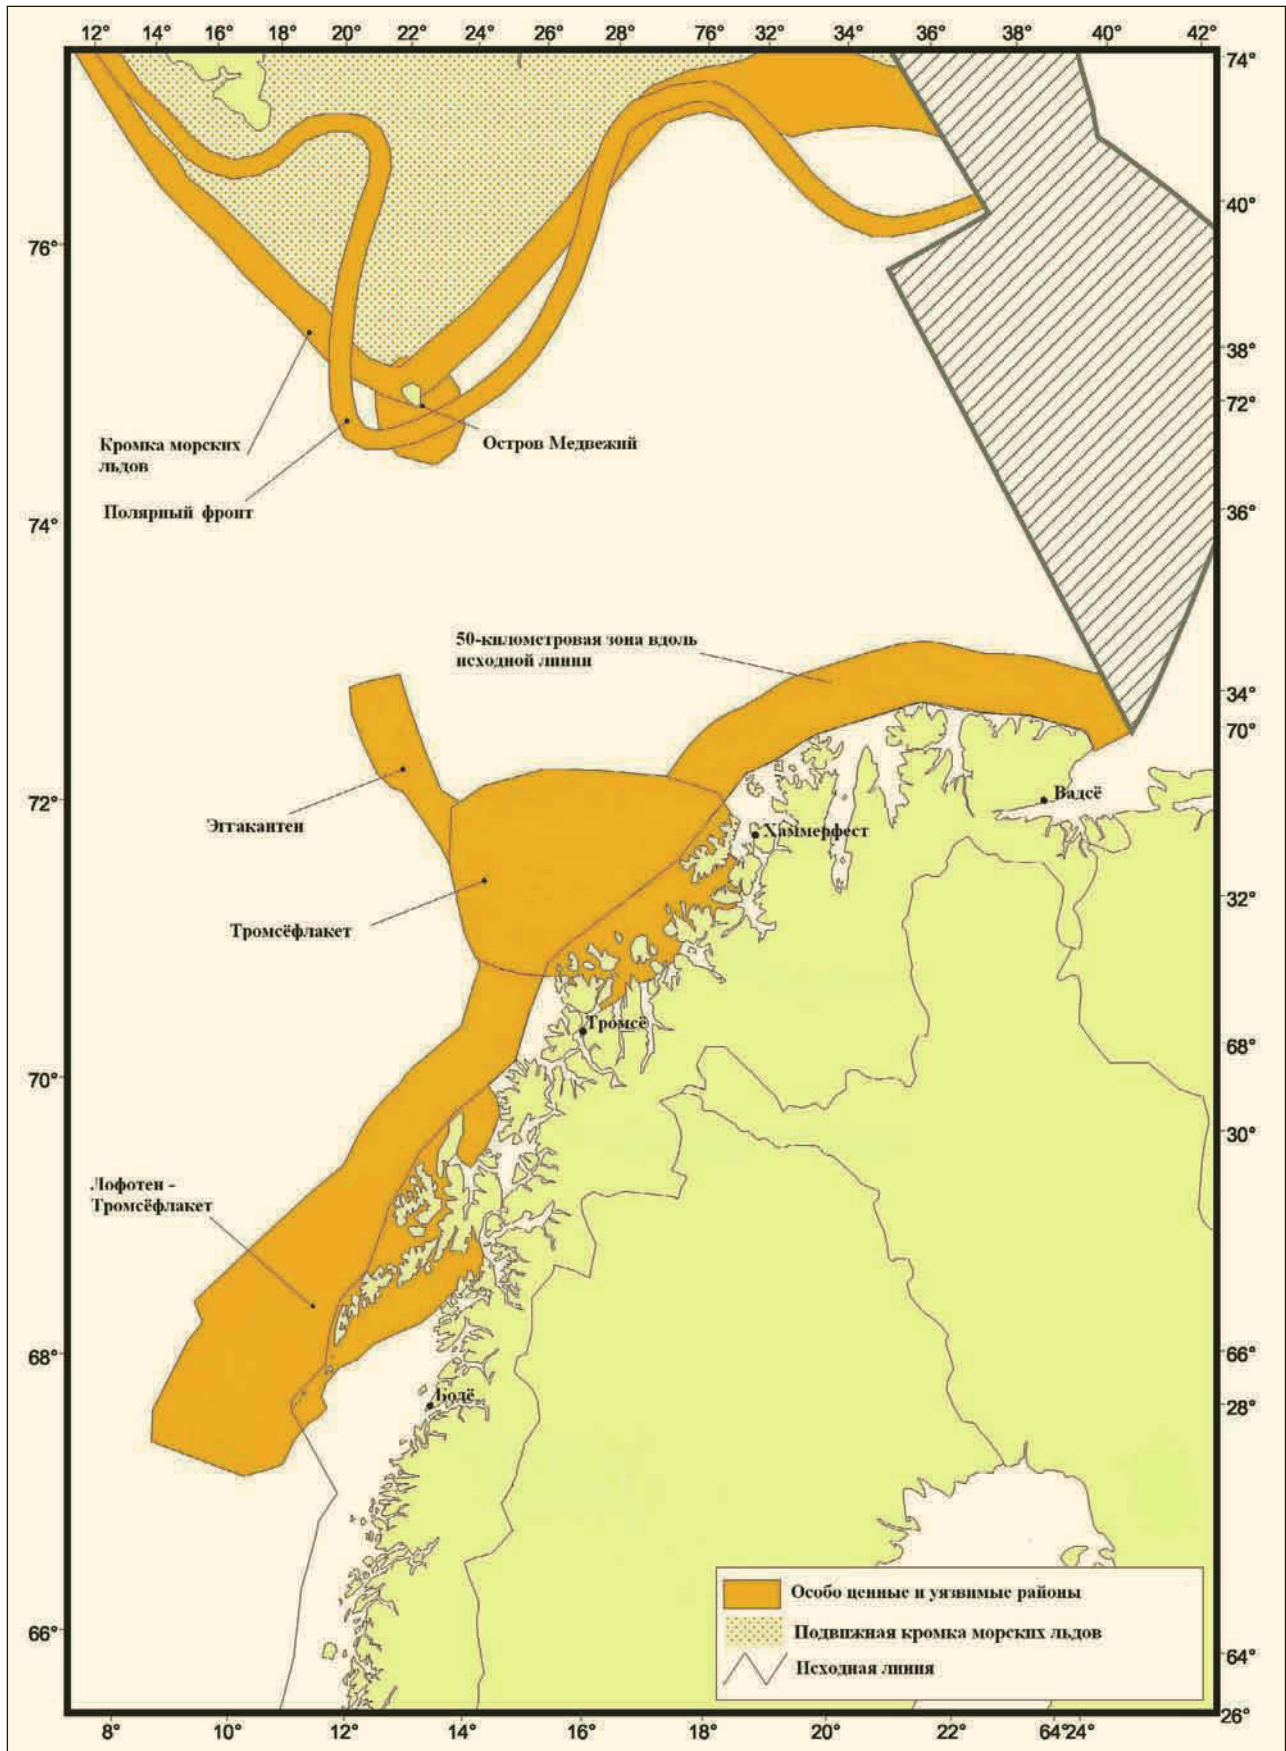 12° 14° 16° 18° 20° 22° 24° 26° 28° 76° 32° 34° 36° 38° 40° 42°
74°
40°
76°
38°
72°
Кромка морских
льдов
Остров Медвежий
Полярный фронт
36°
74°
50-километровая зона вдоль
исходной линии
34°
70°
72°
Вадсё
Эггакантен
Хаммерфест
32°
Тромсёфлакет
Тромсё
68°
70°
30°
Лофотен -
Тромсёфлакет
66°
68°
Бодё
28°
Особо ценные и уязвимые районы
66°
Подвижная кромка морских льдов
64°
Исходная линия
26°
8° 10° 12° 14° 16° 18° 20° 22° 64° 24°